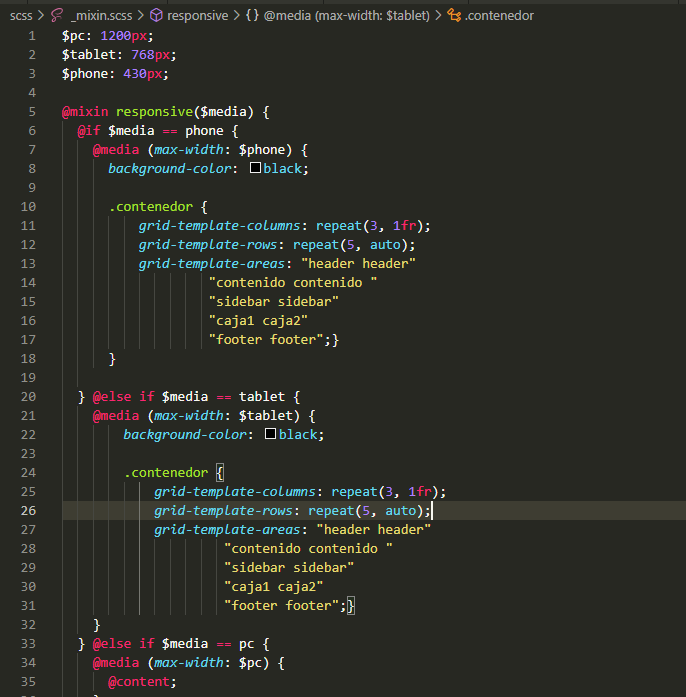 scss > _mixin.scss > responsive > {} @media (max-width: $tablet) > .contenedor
1 $pc: 1200px;
2 $tablet: 768px;
3 $phone: 430px;
4
5 @mixin responsive($media) {
6 @if $media == phone {
7 @media (max-width: $phone) {
8 background-color: black;
9
10 .contenedor {
11 grid-template-columns: repeat(3, 1fr);
12 grid-template-rows: repeat(5, auto);
13 grid-template-areas: "header header"
14 "contenido contenido "
15 "sidebar sidebar"
16 "caja1 caja2"
17 "footer footer";}
18 }
19
20 } @else if $media == tablet {
21 @media (max-width: $tablet) {
22 background-color: black;
23
24 .contenedor {
25 grid-template-columns: repeat(3, 1fr);
26 grid-template-rows: repeat(5, auto);
27 grid-template-areas: "header header"
28 "contenido contenido "
29 "sidebar sidebar"
30 "caja1 caja2"
31 "footer footer";}
32 }
33 } @else if $media == pc {
34 @media (max-width: $pc) {
35 @content;